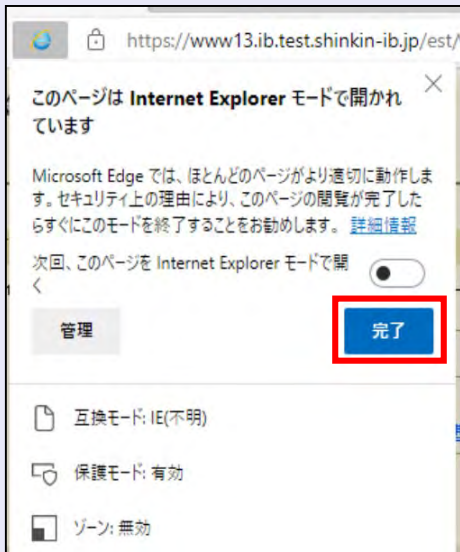 https://www13.ib.test.shinkin-ib.jp/est/
このページは Internet Explorer モードで開かれ
ています
Microsoft Edge では、ほとんどのページがより適切に動作しま
す。セキュリティ上の理由により、このページの閲覧が完了した
らすぐにこのモードを終了することをお勧めします。 詳細情報
次回、このページを Internet Explorer モードで開
く
管理
完了
互換モード: IE(不明)
保護モード: 有効
ゾーン: 無効